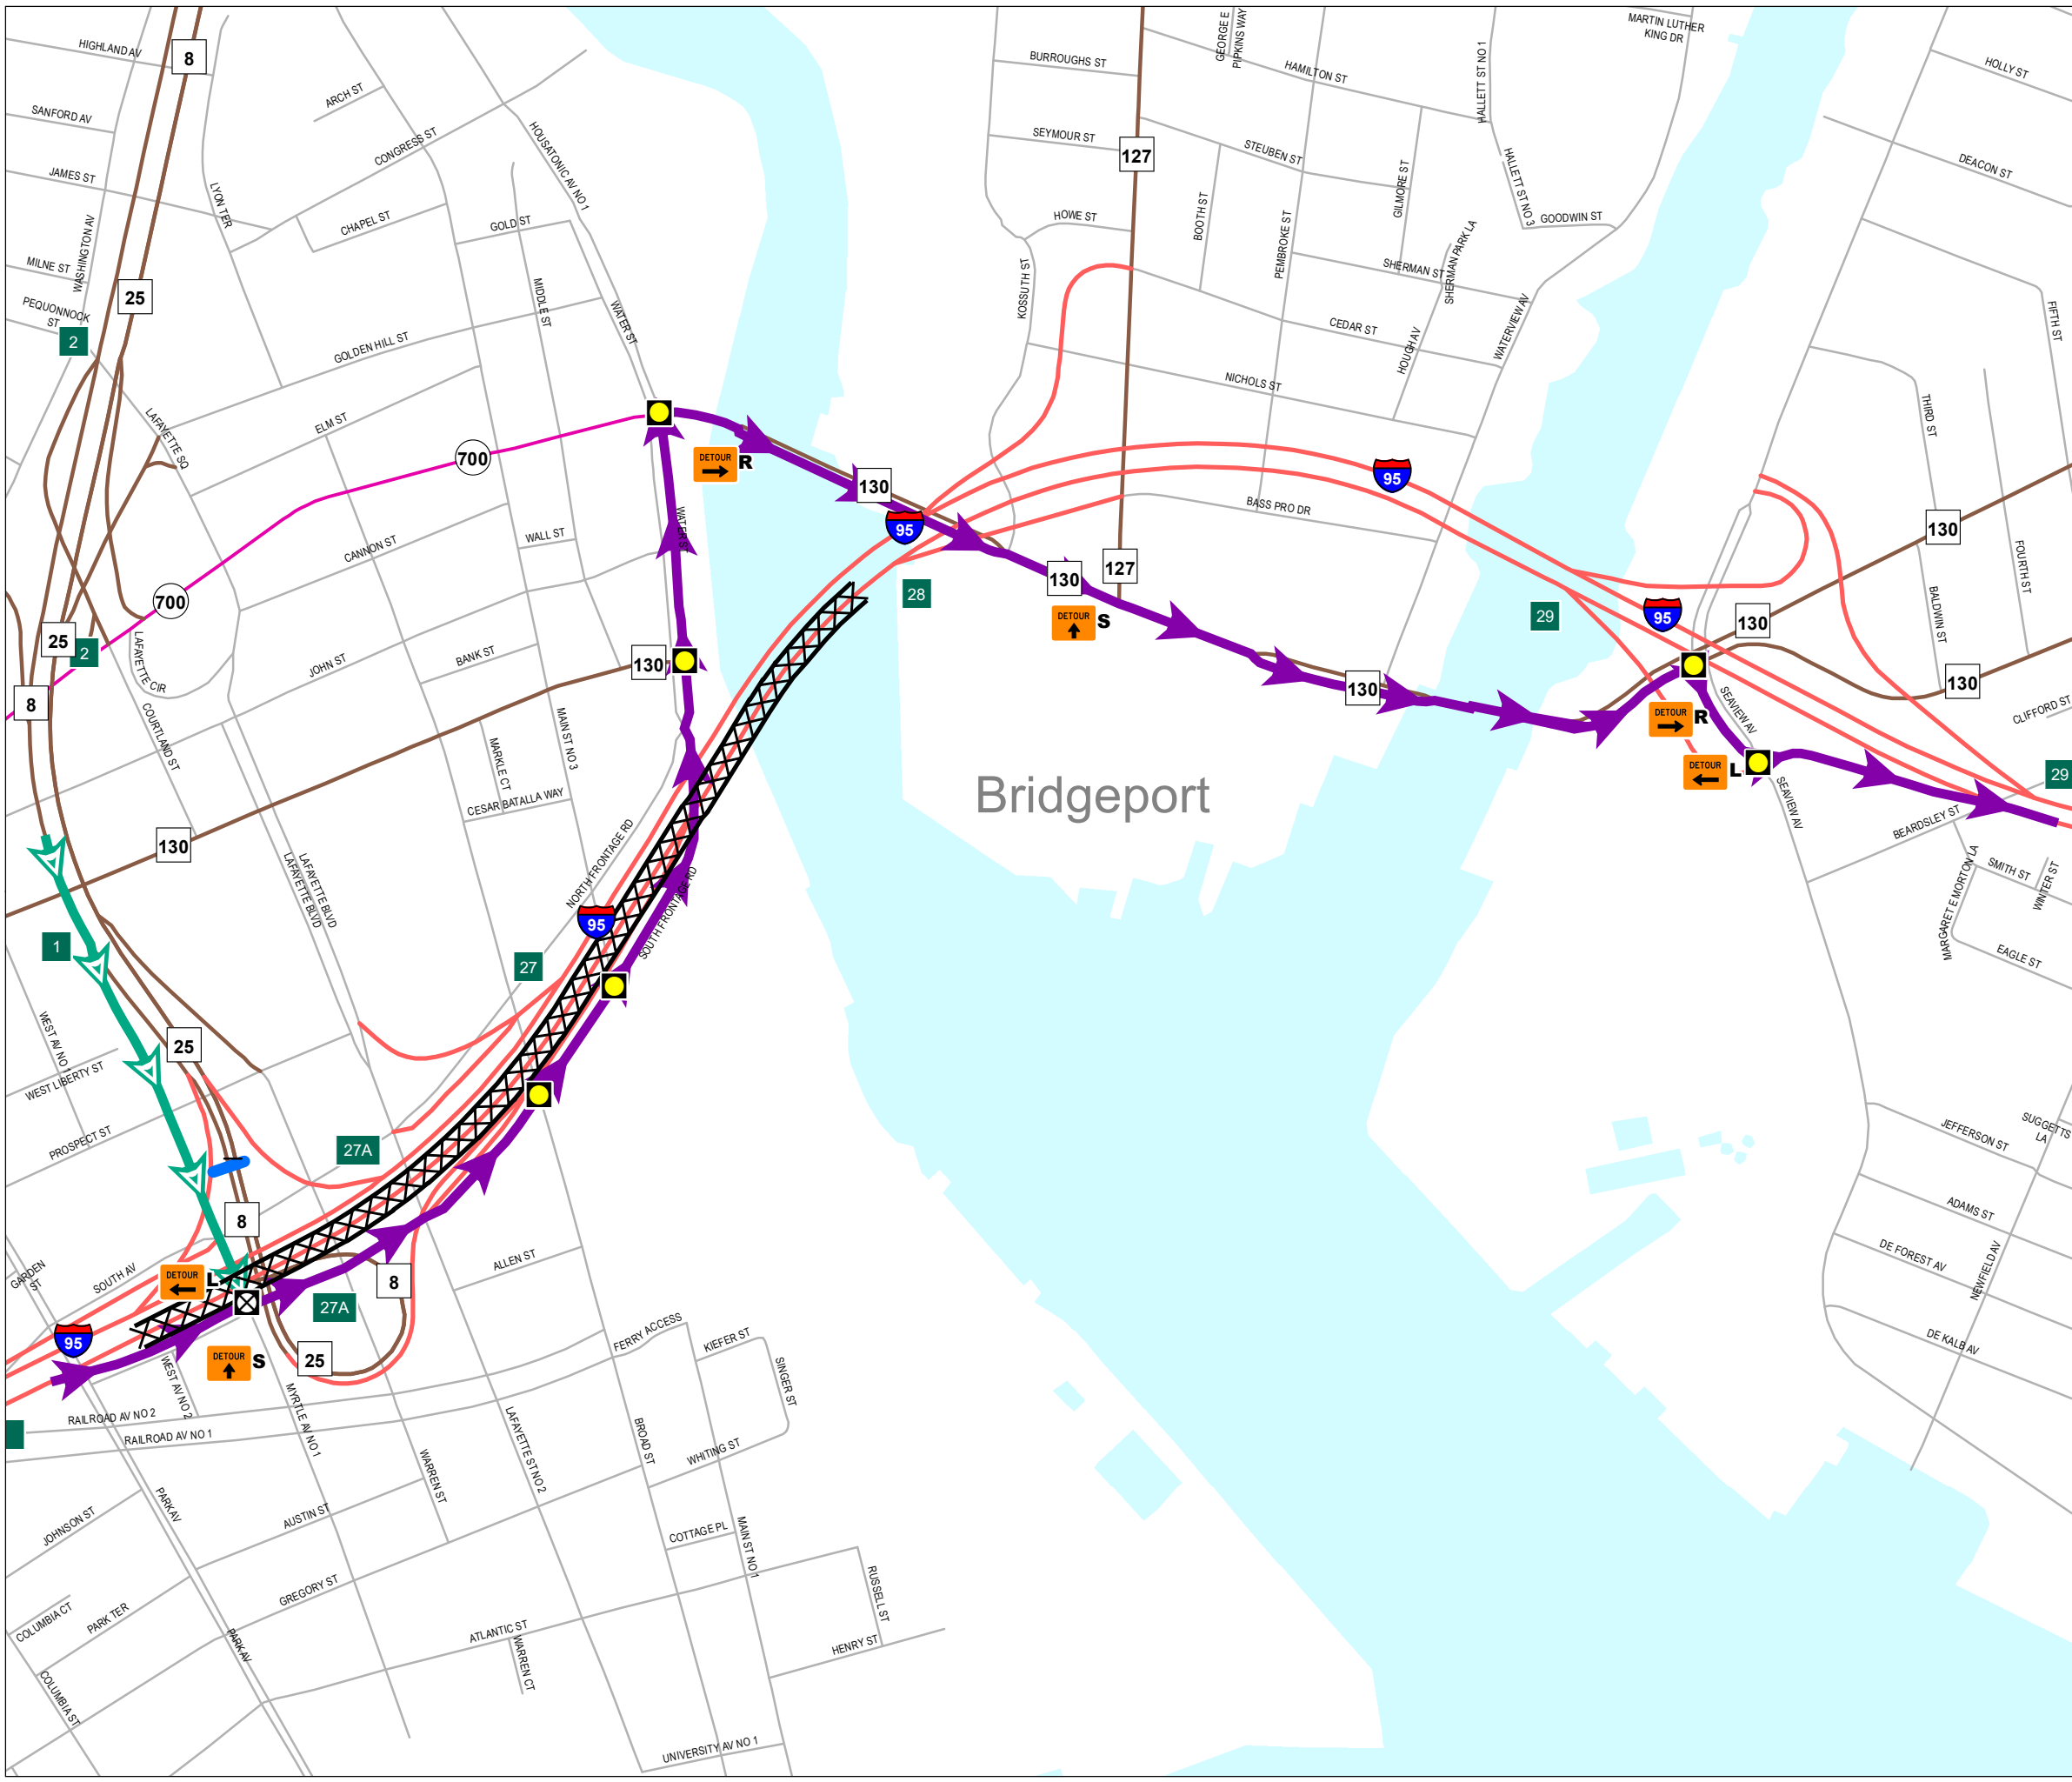 HIGHLAND AV
8
SANFORD AV
JAMES ST
WASHINGTON AV
MILNE ST
PEQUONNOCK
ST
2
25
ARCH ST
CONGRESS ST
LYON TER
CHAPEL ST
HOUSATONIC AV NO 1
GOLD ST
MIDDLE ST
WATER ST
GOLDEN HILL ST
ELM ST
LAFAYETTE SQ
700
CANNON ST
WALL ST
WATER ST
700
25
2
8
LAFAYETTE CIR
JOHN ST
BANK ST
130
COURTLAND ST
MARKLE CT
MAIN ST NO 3
CESAR BATALLA WAY
130
LAFAYETTE BLVD
LAFAYETTE BLVD
NORTH FRONTAGE RD
SOUTH FRONTAGE RD
95
27
1
WEST AV NO 1
25
WEST LIBERTY ST
PROSPECT ST
27A
8
GARDEN
ST
SOUTH AV
DETOUR
L
8
27A
95
DETOUR
S
25
WEST AV NO 2
MYRTLE AV NO 1
ALLEN ST
FERRY ACCESS
KIEFER ST
SINGER ST
RAILROAD AV NO 2
RAILROAD AV NO 1
LAFAYETTE ST NO 2
BROAD ST
WARREN ST
WHITING ST
PARK AV
JOHNSON ST
AUSTIN ST
COTTAGE PL
MAIN ST NO 1
GREGORY ST
RUSSELL ST
COLUMBIA CT
PARK TER
PARK AV
ATLANTIC ST
WARREN CT
HENRY ST
COLUMBIA ST
UNIVERSITY AV NO 1
BURROUGHS ST
GEORGE E
PIPKINS WAY
HAMILTON ST
HALLETT ST NO 1
MARTIN LUTHER
KING DR
HOLLY ST
SEYMOUR ST
127
STEUBEN ST
GILMORE ST
HALLETT ST NO 3
DEACON ST
HOWE ST
BOOTH ST
PEMBROKE ST
GOODWIN ST
KOSSUTH ST
SHERMAN ST
SHERMAN PARK LA
CEDAR ST
HOUGH AV
WATERVIEW AV
FIFTH ST
NICHOLS ST
THIRD ST
DETOUR
R
130
95
95
BASS PRO DR
130
FOURTH ST
BALDWIN ST
127
130
28
DETOUR
S
29
95
130
130
130
CLIFFORD ST
SEAVIEW AV
DETOUR
R
DETOUR
L
29
Bridgeport
SEAVIEW AV
BEARDSLEY ST
SMITH ST
WINTER ST
MARGARET E MORTON LA
EAGLE ST
JEFFERSON ST
SUGGETTS
LA
ADAMS ST
DE FOREST AV
NEWFIELD AV
DE KALB AV